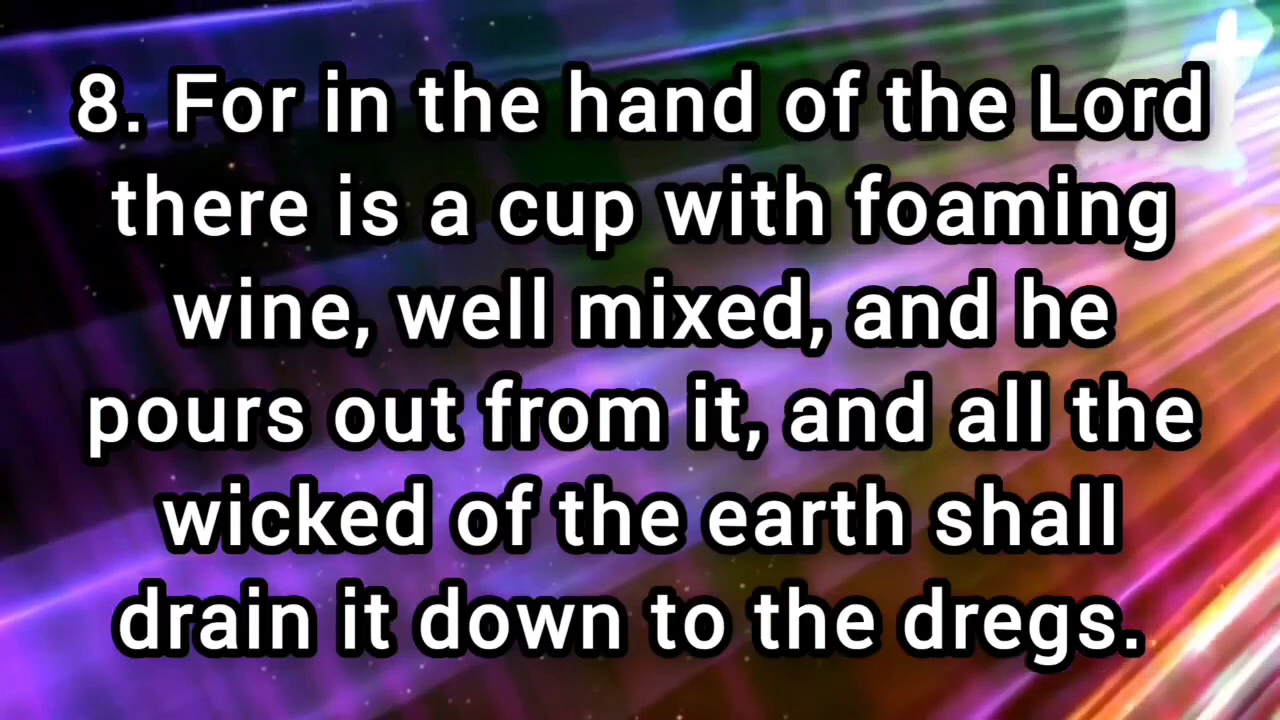 8. For in the hand of the Lord
there is a cup with foaming
wine, well mixed, and he
pours out from it, and all the
wicked of the earth shall
drain it down to the dregs.